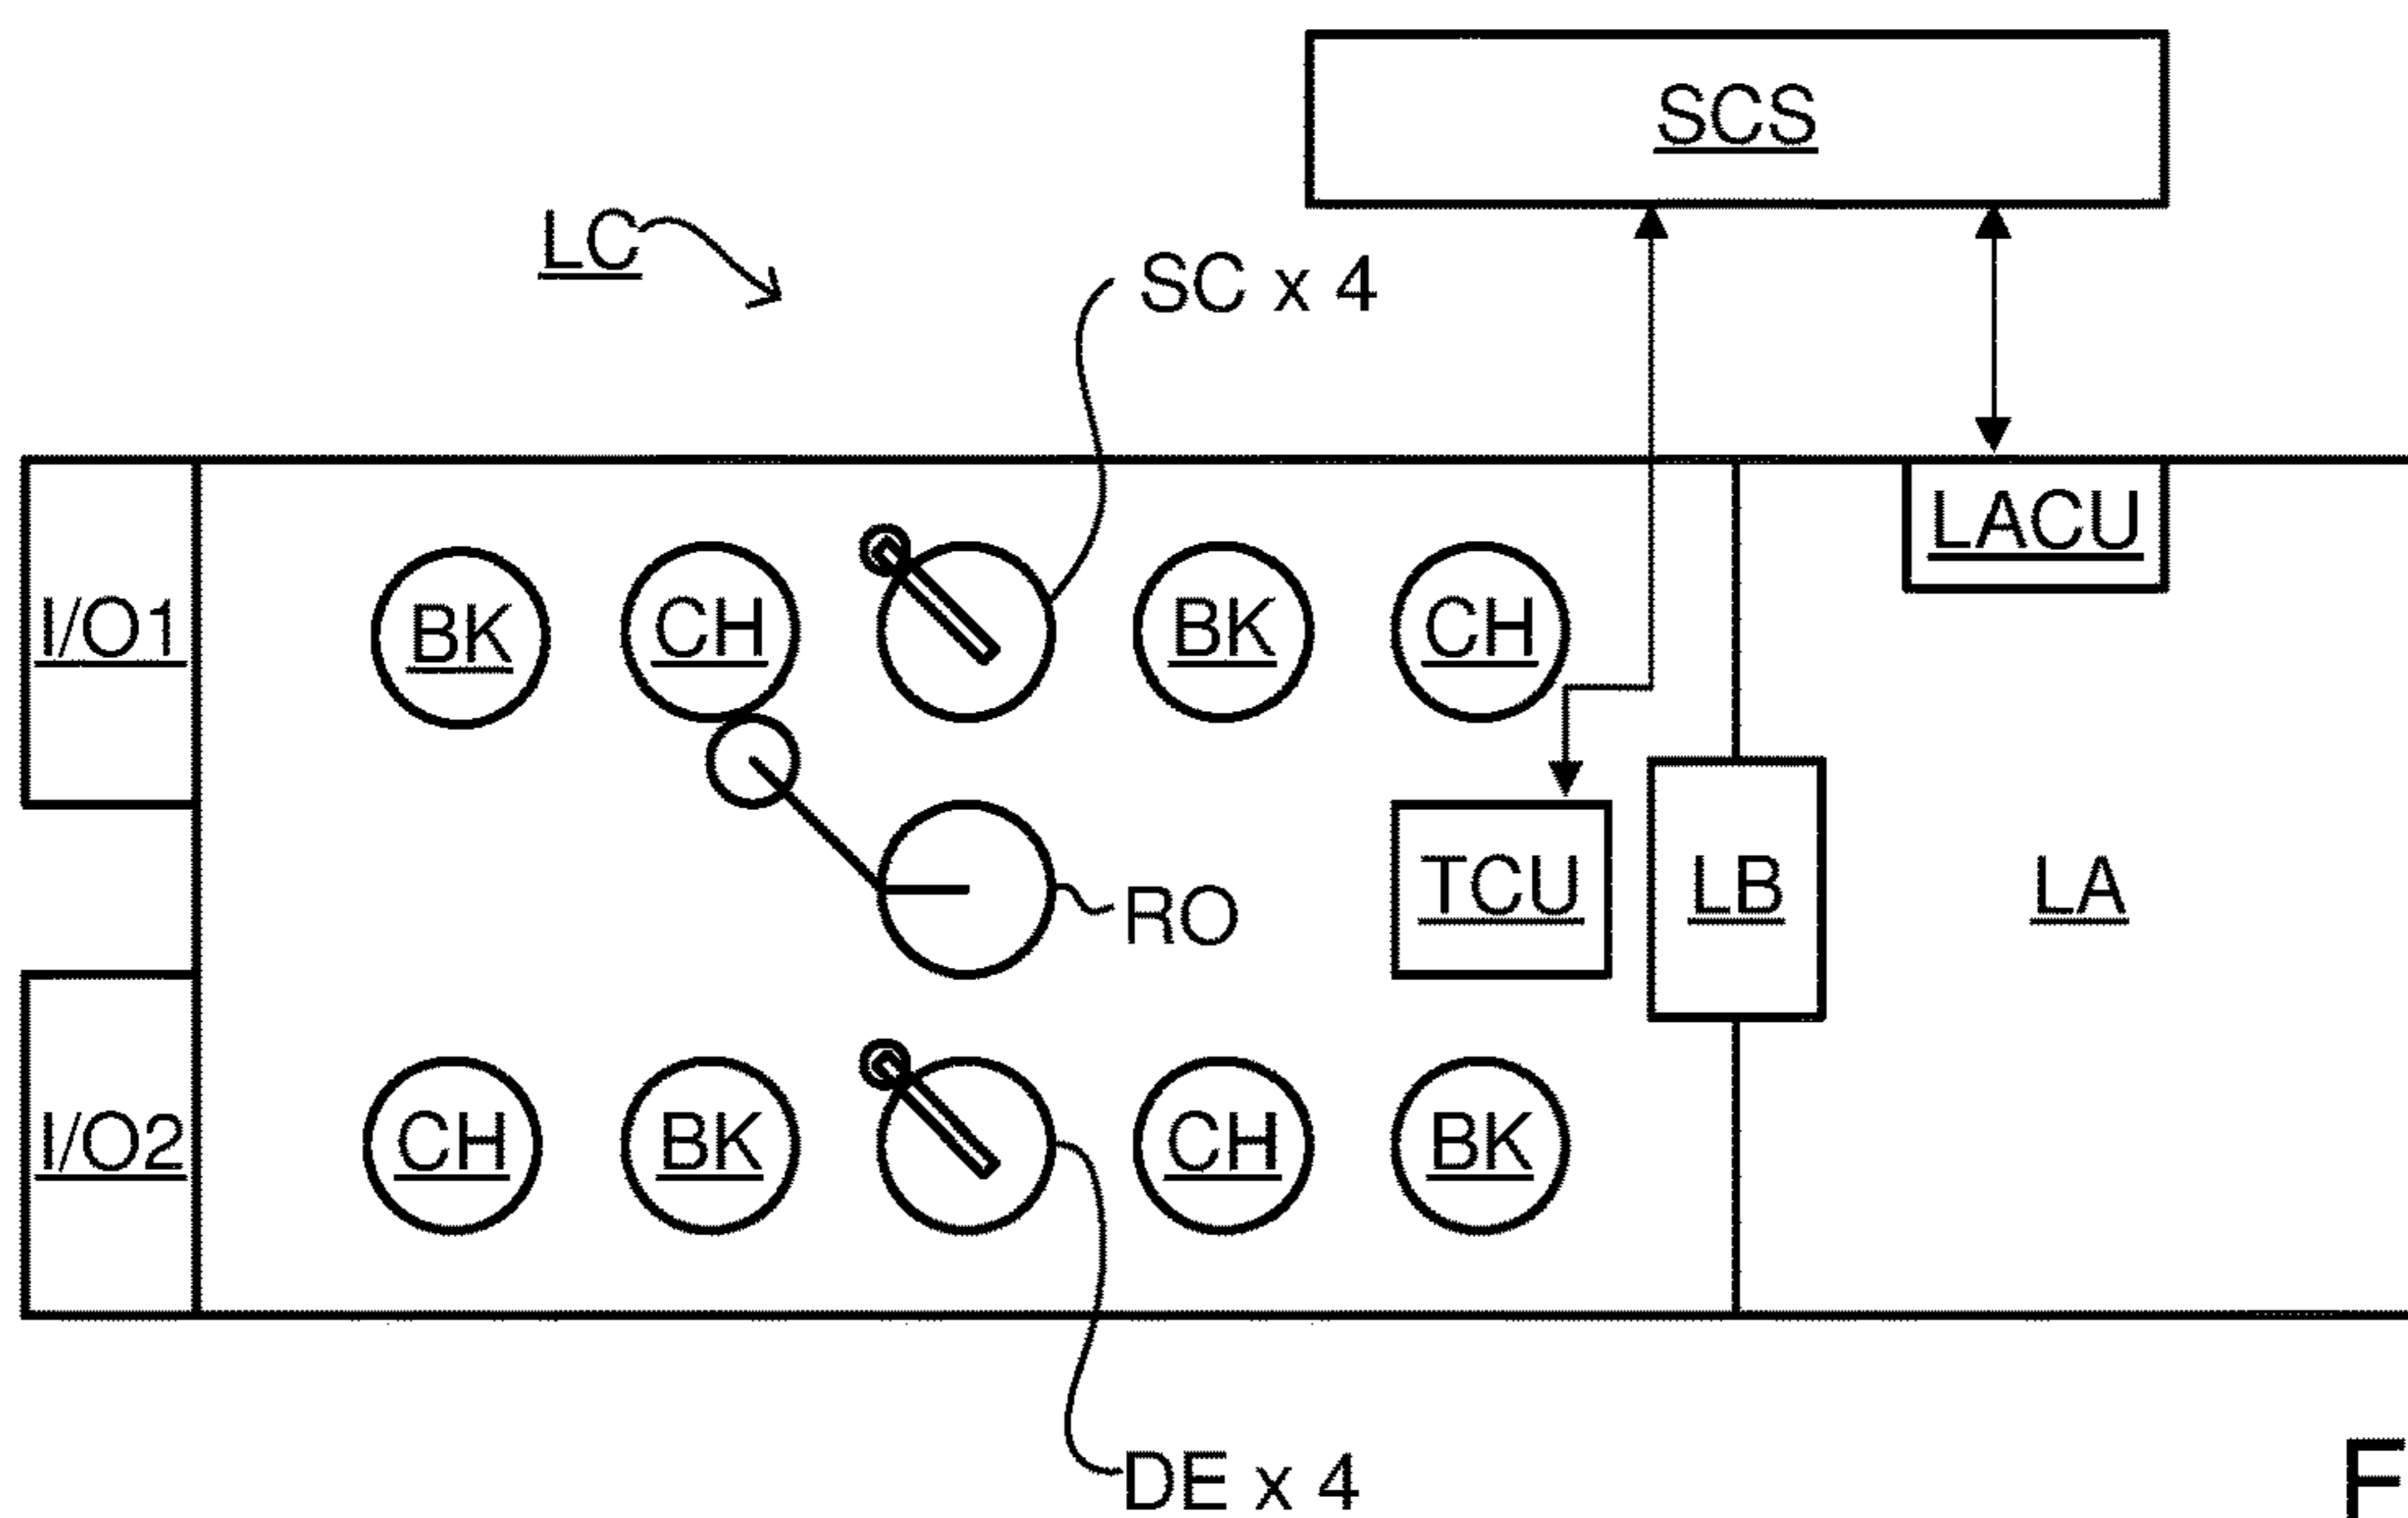 SCS
LC
SC x 4
LACU
I/O1
BK
CH
BK
CH
TCU
LB
LA
RO
I/O2
CH
BK
CH
BK
DE x 4
F